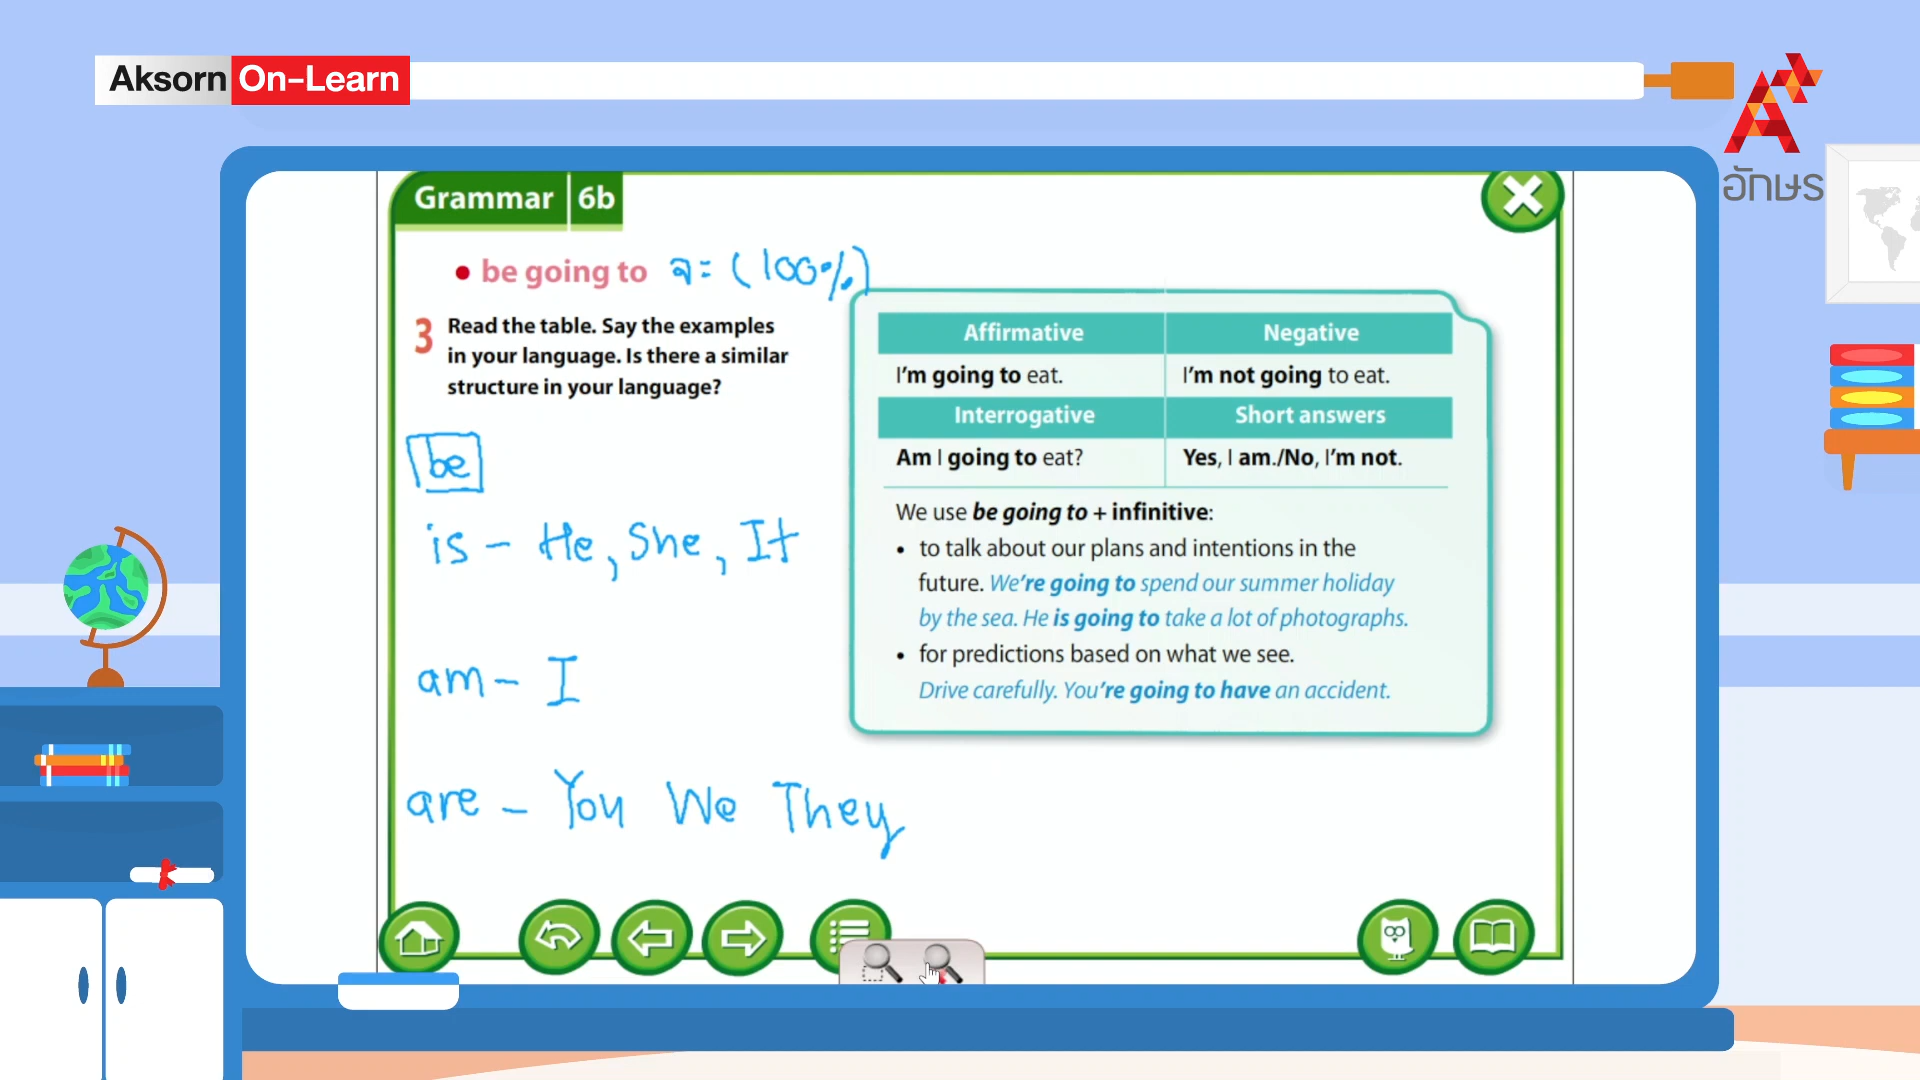 Aksorn On-Learn
อักษร
Grammar 6b
• be going to จะ (100%)
3 Read the table. Say the examples
in your language. Is there a similar
structure in your language?
be
is - He, She, It
am - I
are - You We They
Affirmative Negative
I'm going to eat. I'm not going to eat.
Interrogative Short answers
Am I going to eat? Yes, I am./No, I'm not.
We use be going to + infinitive:
• to talk about our plans and intentions in the
future. We're going to spend our summer holiday
by the sea. He is going to take a lot of photographs.
• for predictions based on what we see.
Drive carefully. You're going to have an accident.